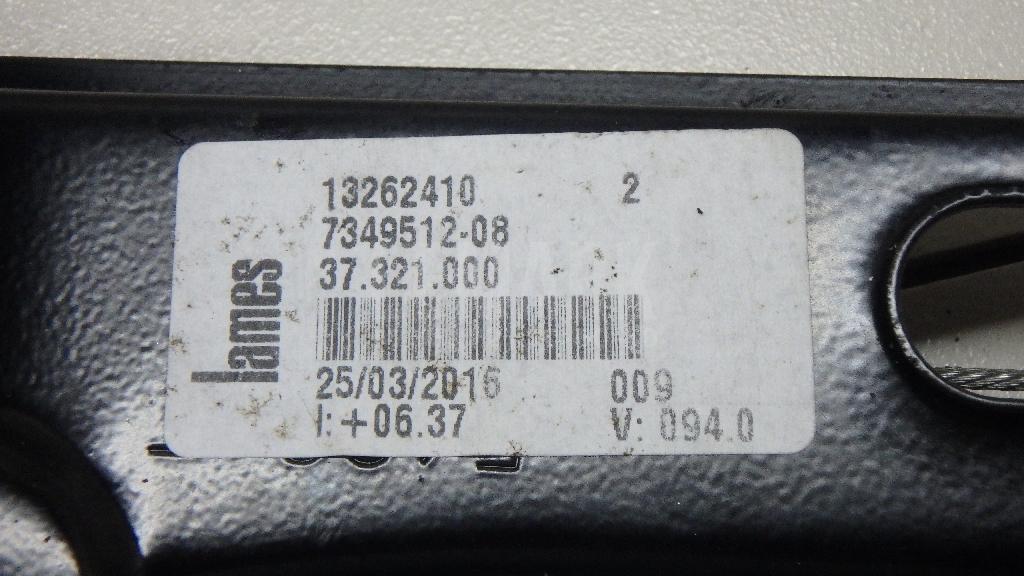 lames
13262410 2
7349512-08
37.321.000
25/03/2016 009
I: +06.37 V: 094.0